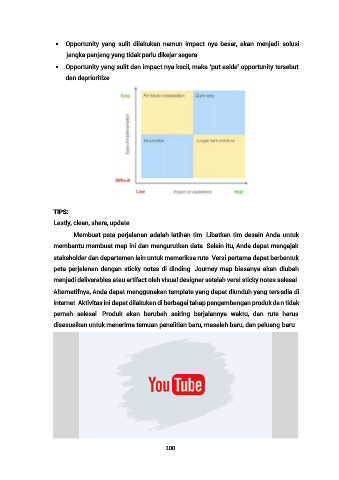 • Opportunity yang sulit dilakukan namun impact nya besar, akan menjadi solusi
jangka panjang yang tidak perlu dikejar segera
• Opportunity yang sulit dan impact nya kecil, maka 'put aside' opportunity tersebut
dan deprioritize
Easy
Quick wins
Ease of implementation
Difficult
Low
Impact on experience
High
TIPS:
Lastly, clean, share, update
Membuat peta perjalanan adalah latihan tim Libatkan tim desain Anda untuk
membantu membuat map ini dan mengurutkan data Selain itu, Anda dapat mengajak
stakeholder dan departemen lain untuk memeriksa rute Versi pertama dapat berbentuk
peta perjalanan dengan sticky notes di dinding Journey map biasanya akan diubah
menjadi deliverables atau artifact oleh visual designer setelah versi sticky notes selesai
Alternatifnya, Anda dapat menggunakan template yang dapat diunduh yang tersedia di
internet Aktivitas ini dapat dilakukan di berbagai tahap pengembangan produk dan tidak
pernah selesai Produk akan berubah seiring berjalannya waktu, dan rute harus
disesuaikan untuk menerima temuan penelitian baru, masalah baru, dan peluang baru
YouTube
100